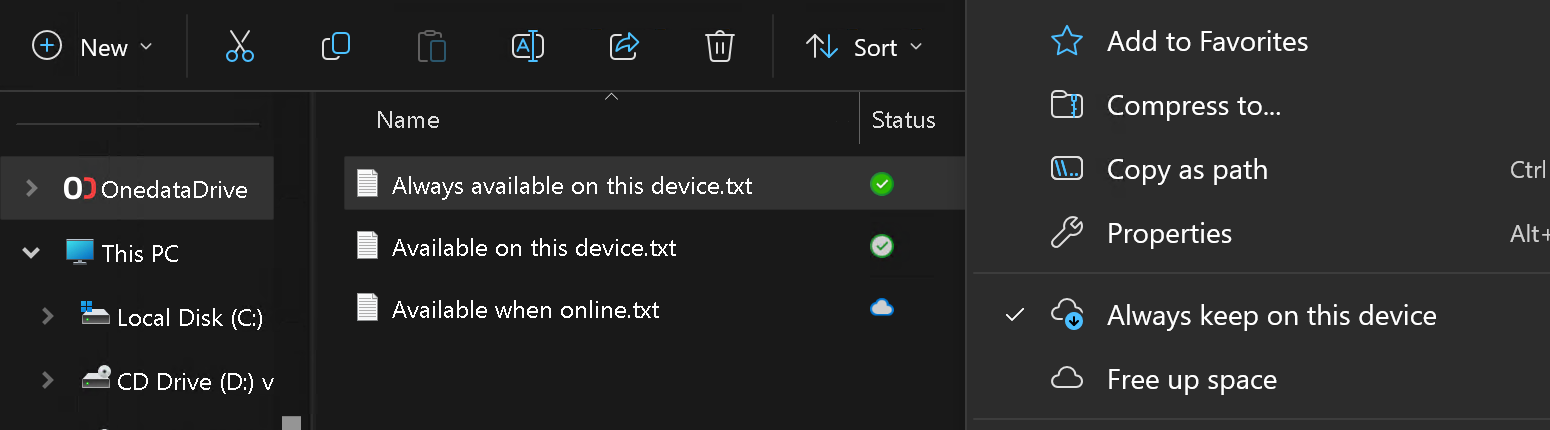 New
Sort
Name
Status
OnedataDrive
This PC
Local Disk (C:)
CD Drive (D:) v
Always available on this device.txt
Available on this device.txt
Available when online.txt
Add to Favorites
Compress to...
Copy as path Ctrl
Properties Alt+
Always keep on this device
Free up space